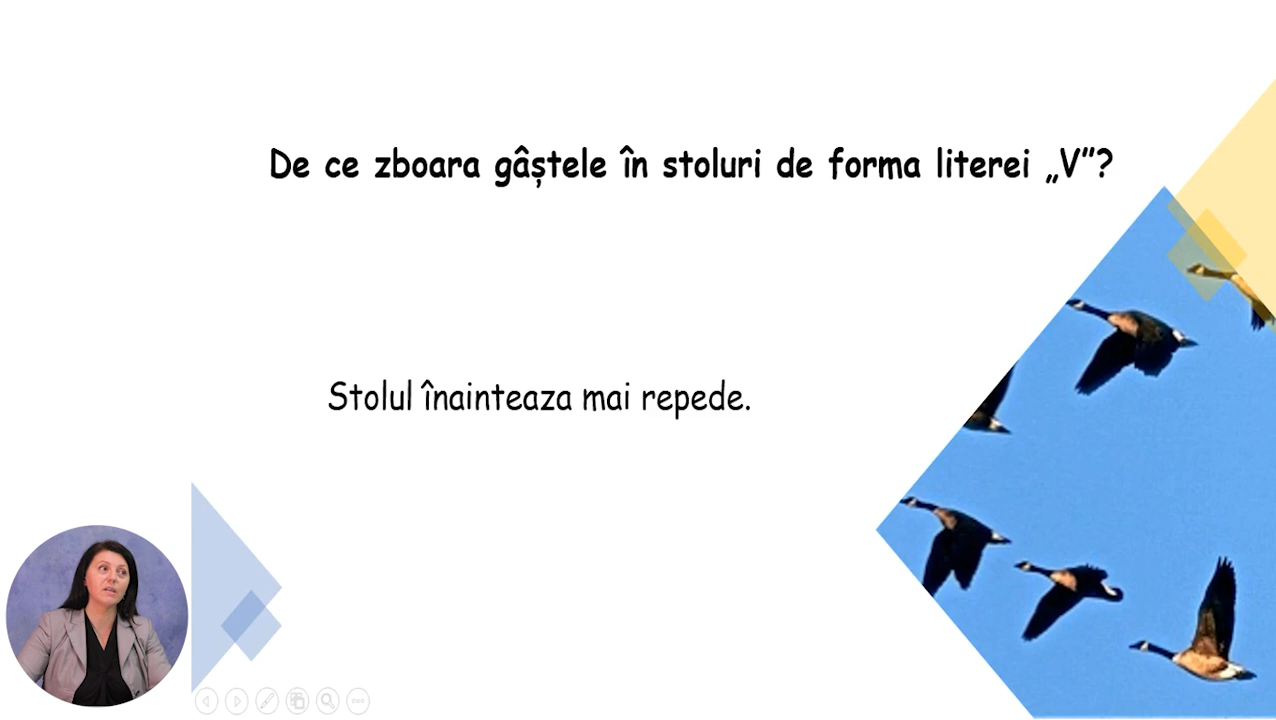 De ce zboara gâștele în stoluri de forma literei „V”?
Stolul înainteaza mai repede.